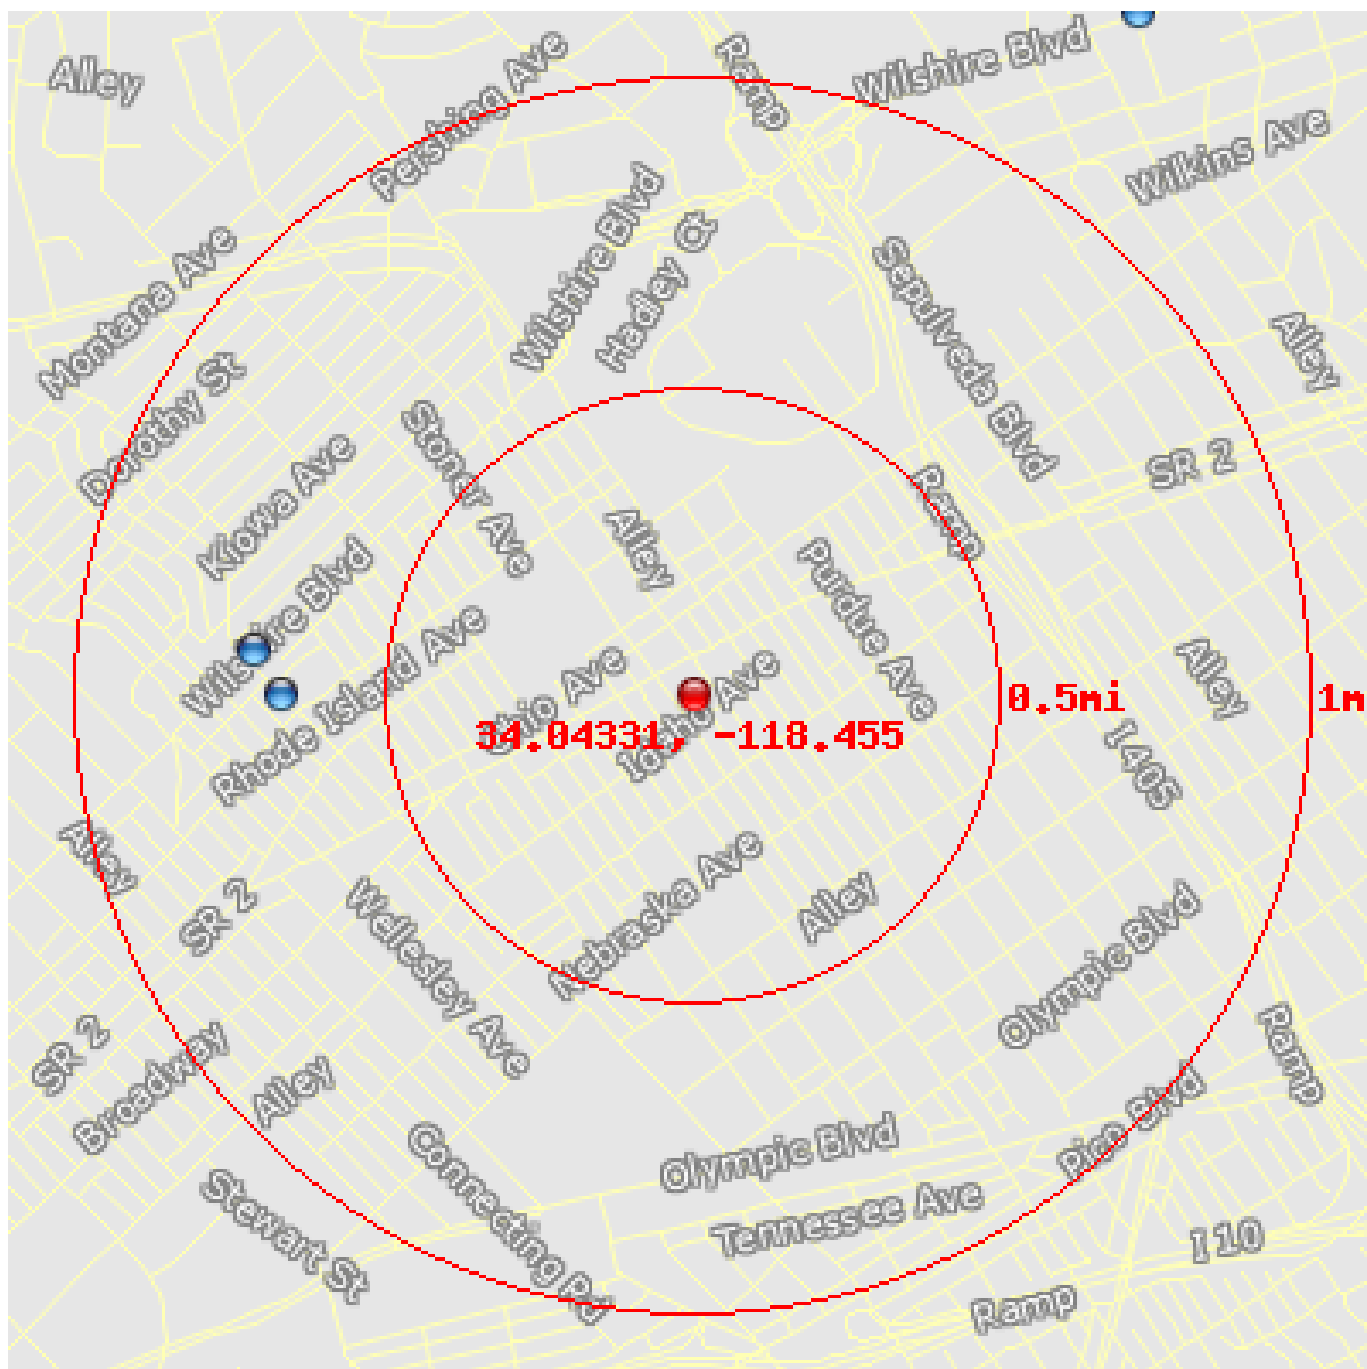 Alley
Pershing Ave
Ramp
Wilshire Blvd
Wilkins Ave
Montana Ave
Wilshire Blvd
Hadley Ct
Sepulveda Blvd
Alley
Dorothy St
Kiowa Ave
Stoner Ave
Alley
Ramp
SR 2
Wilshire Blvd
Rhode Island Ave
Ohio Ave
Idaho Ave
Purdue Ave
Alley
0.5mi
1m
34.04331, -118.455
I 405
Alley
SR 2
Wellesley Ave
Nebraska Ave
Alley
Olympic Blvd
SR 2
Broadway
Alley
Ramp
Pico Blvd
Olympic Blvd
Connecting Rd
Stewart St
Tennessee Ave
I 10
Ramp